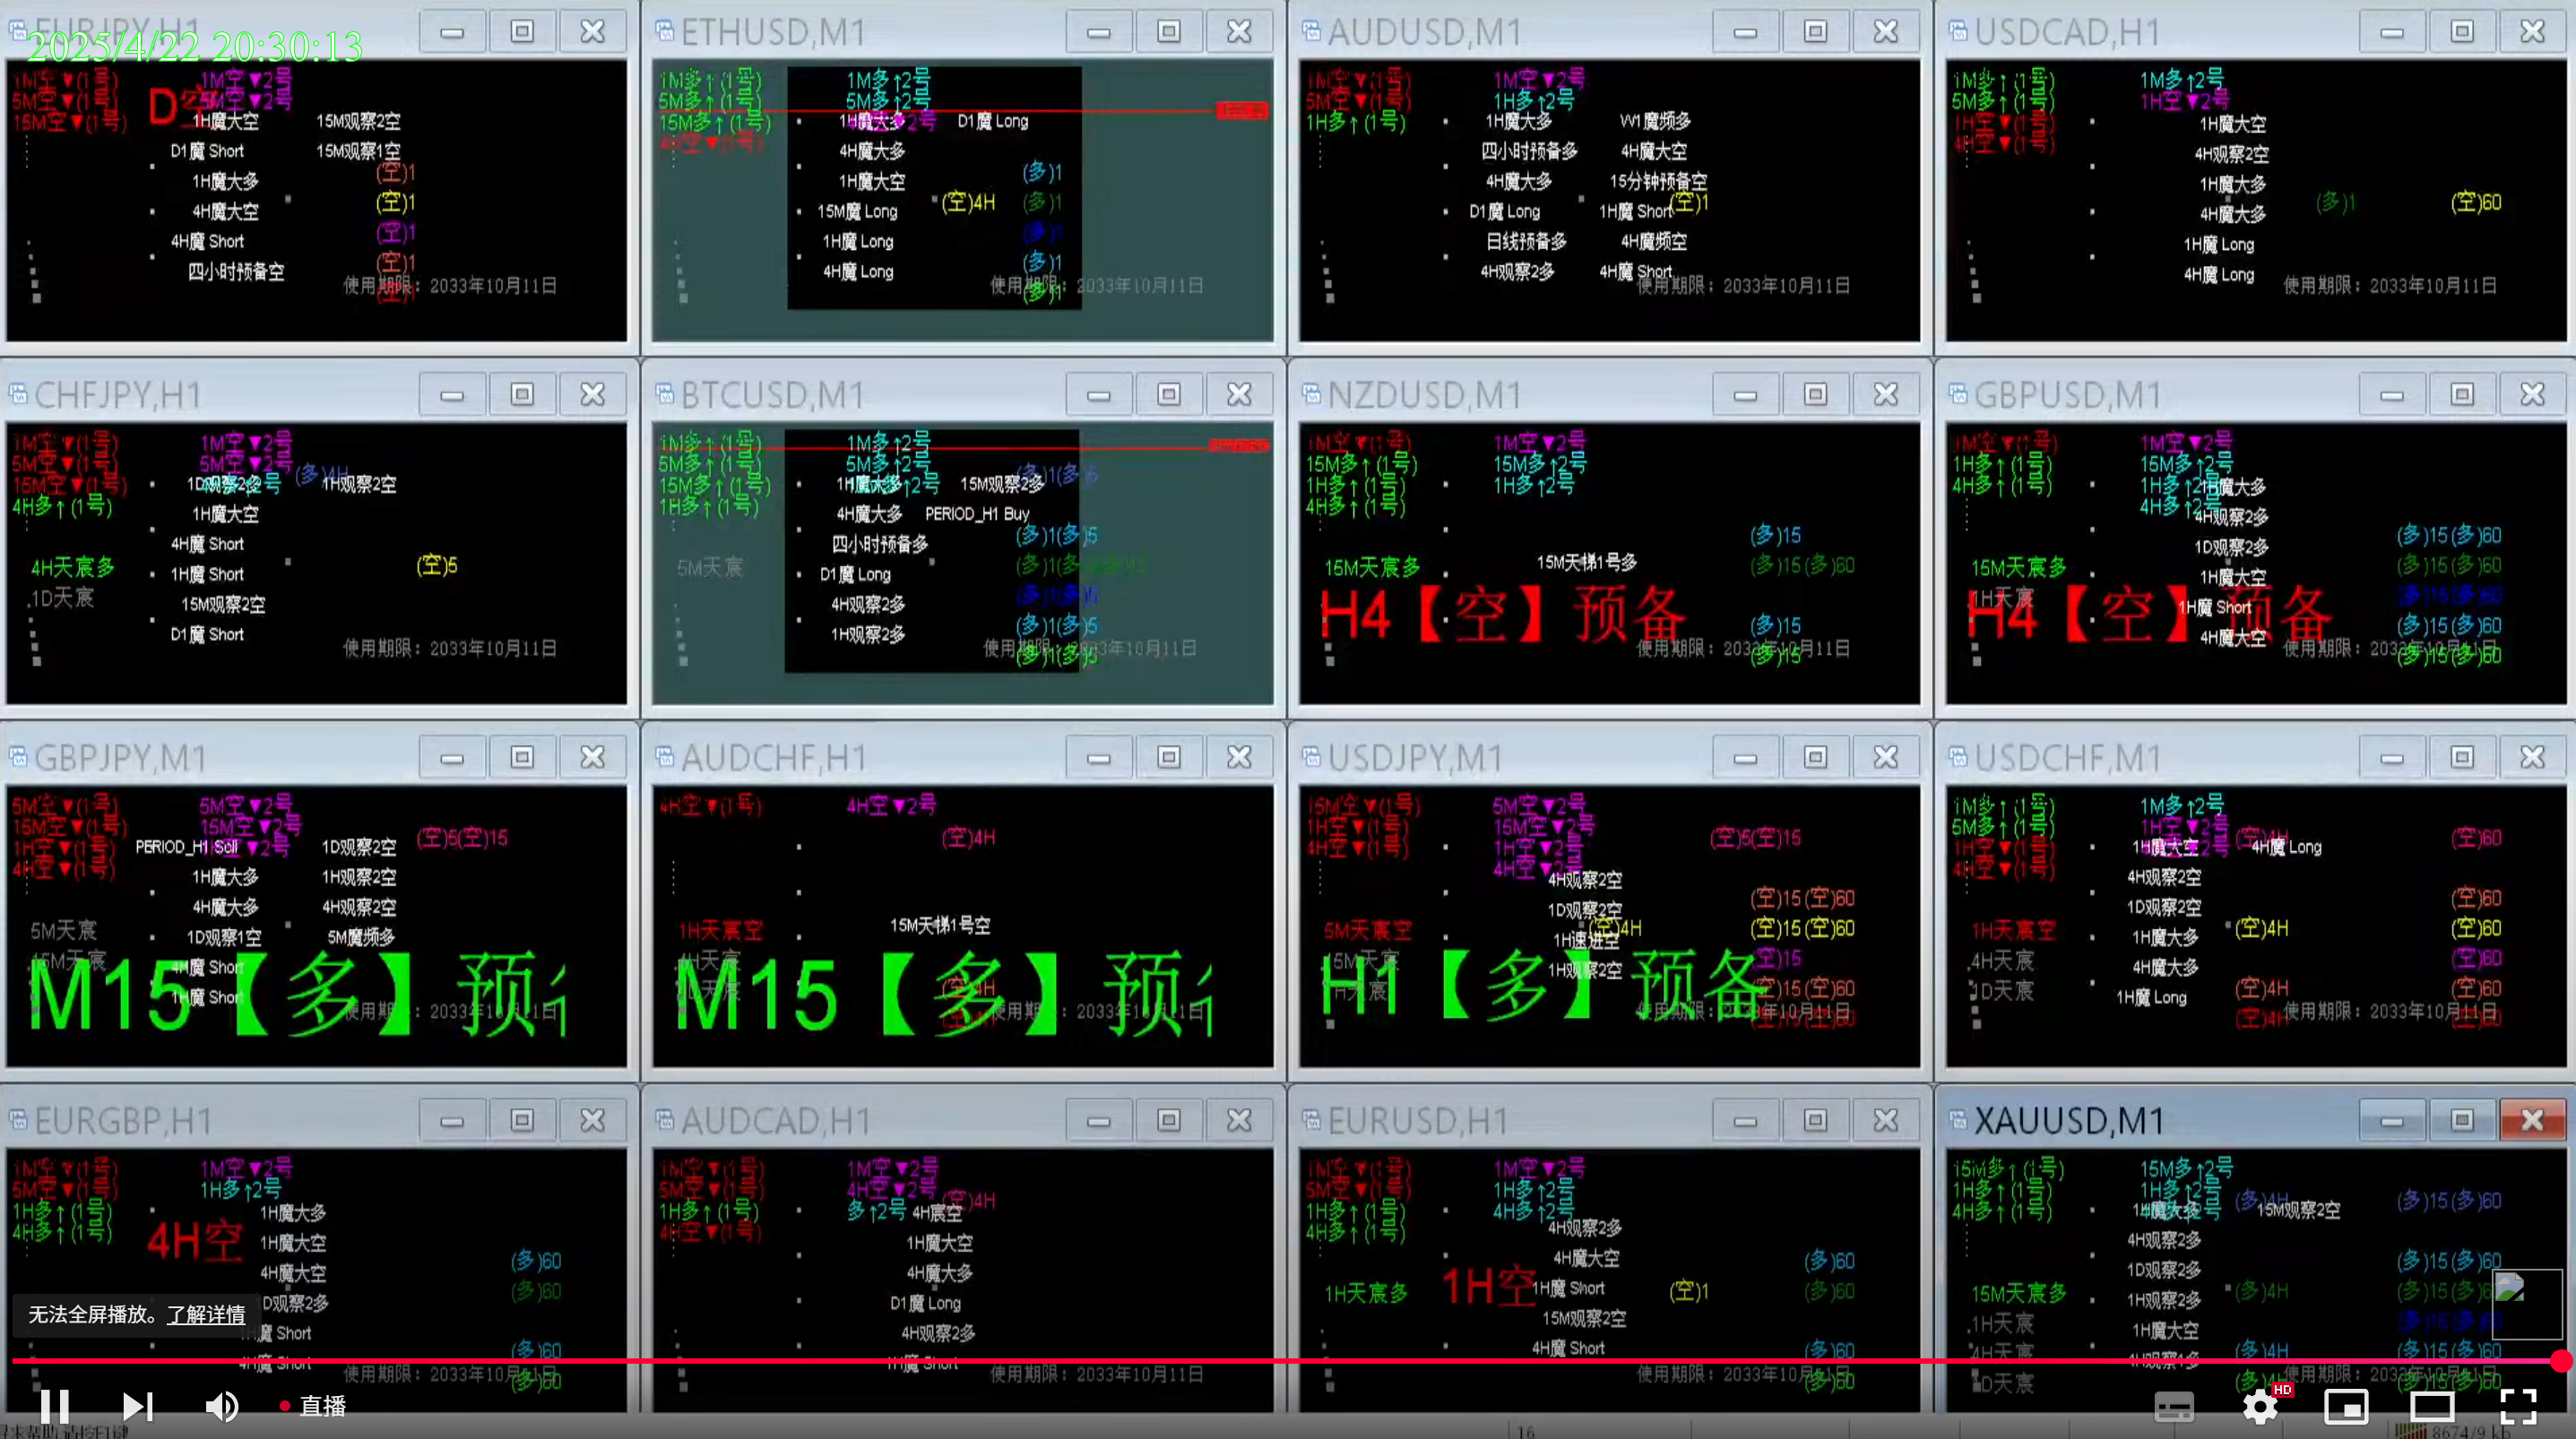 EURJPY,H1
2025/4/22 20:30:13
1M空▼(1号) 1M空▼2号
5M空▼(1号) 5M空▼2号
15M空▼(1号)
D空
1H魔大空 15M观察2空
D1魔 Short 15M观察1空
(空)1
1H魔大多
(空)1
4H魔大空
(空)1
4H魔 Short
(空)1
四小时预备空
使用期限：2033年10月11日
ETHUSD,M1
1M多↑(1号) 1M多↑2号
5M多↑(1号) 5M多↑2号
15M多↑(1号)
1H魔大多 D1魔 Long
4H魔大多
(多)1
1H魔大空
(空)4H (多)1
15M魔 Long
(多)1
1H魔 Long
(多)1
4H魔 Long
使用期限：2033年10月11日
(多)1
AUDUSD,M1
1M空▼(1号) 1M空▼2号
5M空▼(1号) 1H多↑2号
1H多↑(1号)
1H魔大多 W1魔频多
四小时预备多 4H魔大空
4H魔大多 15分钟预备空
(空)1
D1魔 Long 1H魔 Short
日线预备多 4H魔频空
4H观察2多 4H魔 Short
使用期限：2033年10月11日
USDCAD,H1
1M多↑(1号) 1M多↑2号
5M多↑(1号) 1H空▼2号
1H空▼(1号)
4H空▼(1号)
1H魔大空
4H观察2空
1H魔大多
(多)1 (空)60
4H魔大多
1H魔 Long
4H魔 Long
使用期限：2033年10月11日
CHFJPY,H1
1M空▼(1号) 1M空▼2号
5M空▼(1号) 5M空▼2号
(多)4H
15M空▼(1号)
4H多↑(1号)
1D观察2多 1H观察2空
1H魔大空
4H魔 Short
4H天宸多
(空)5
1H魔 Short
1D天宸
15M观察2空
D1魔 Short
使用期限：2033年10月11日
BTCUSD,M1
1M多↑(1号) 1M多↑2号
5M多↑(1号) 5M多↑2号
15M多↑(1号)
1H多↑(1号)
(多)1(多)5
1H魔大多 15M观察2多
4H魔大多 PERIOD_H1 Buy
(多)1(多)5
四小时预备多
5M天宸
D1魔 Long
(多)1(多)5
4H观察2多
(多)1(多)5
1H观察2多
使用期限：2033年10月11日
(多)1(多)5
NZDUSD,M1
1M空▼(1号) 1M空▼2号
15M多↑(1号) 15M多↑2号
1H多↑(1号) 1H多↑2号
4H多↑(1号)
(多)15
15M天宸多 15M天梯1号多 (多)15(多)60
H4【空】预备
(多)15
使用期限：2033年10月11日
(多)15
GBPUSD,M1
1M空▼(1号) 1M空▼2号
1H多↑(1号) 15M多↑2号
4H多↑(1号) 1H多↑2号
4H多↑2号
1H魔大多
4H观察2多
(多)15(多)60
1D观察2多
15M天宸多 (多)15(多)60
1H魔大空
1H天宸 (多)15(多)60
1H魔 Short
H4【空】预备
(多)15(多)60
4H魔大空
使用期限：2033年10月11日
(多)15(多)60
GBPJPY,M1
5M空▼(1号) 5M空▼2号
15M空▼(1号) 15M空▼2号
1H空▼(1号) 1H空▼2号
4H空▼(1号)
(空)5(空)15
PERIOD_H1 Sell 1D观察2空
1H魔大多 1H观察2空
4H魔大多 4H观察2空
5M天宸
1D观察1空 5M魔频多
15M天宸
4H魔 Short
1H魔 Short
M15【多】预
使用期限：2033年10月11日
AUDCHF,H1
4H空▼(1号) 4H空▼2号
(空)4H
1H天宸空 15M天梯1号空
4H天宸
1D天宸
(空)4H
M15【多】预
(空)4H
使用期限：2033年10月11日
USDJPY,M1
15M空▼(1号) 5M空▼2号
1H空▼(1号) 15M空▼2号
4H空▼(1号) 1H空▼2号
4H空▼2号
(空)5(空)15
4H观察2空
(空)15(空)60
1D观察2空
5M天宸空 (空)4H (空)15(空)60
1H速进空
15M天宸 (空)15
1H观察2空
1H天宸
H1【多】预备
(空)15(空)60
使用期限：2033年10月11日
(空)15(空)60
USDCHF,M1
1M多↑(1号) 1M多↑2号
5M多↑(1号) 1H空▼2号
1H空▼(1号) 4H空▼2号
4H空▼(1号)
(空)4H (空)60
1H魔大空 4H魔 Long
4H观察2空
(空)60
1D观察2空
1H天宸空 (空)4H (空)60
1H魔大多
4H天宸 (空)60
4H魔大多
1D天宸 (空)4H (空)60
1H魔 Long
使用期限：2033年10月11日
(空)4H (空)60
EURGBP,H1
1M空▼(1号) 1M空▼2号
5M空▼(1号) 1H多↑2号
1H多↑(1号)
4H多↑(1号)
4H空
1H魔大多
1H魔大空
(多)60
4H魔大空
(多)60
1D观察2多
1H魔 Short
(多)60
4H魔 Short
使用期限：2033年10月11日
(多)60
AUDCAD,H1
1M空▼(1号) 1M空▼2号
5M空▼(1号) 4H空▼2号
1H多↑(1号) 多↑2号
4H空▼(1号)
(空)4H
4H宸空
1H魔大空
4H魔大多
D1魔 Long
4H观察2多
1H魔 Short
使用期限：2033年10月11日
EURUSD,H1
1M空▼(1号) 1M空▼2号
5M空▼(1号) 1H多↑2号
1H多↑(1号) 4H多↑2号
4H多↑(1号)
4H观察2多
4H魔大空 (多)60
1H天宸多 1H空 1H魔 Short (空)1 (多)60
15M观察2空
4H魔 Short (多)60
使用期限：2033年10月11日
(多)60
XAUUSD,M1
15M多↑(1号) 15M多↑2号
1H多↑(1号) 1H多↑2号
4H多↑(1号) 4H多↑2号
(多)4H (多)15(多)60
1H魔大多 15M观察2空
4H观察2多
(多)15(多)60
1D观察2多
15M天宸多 (多)4H (多)15(多)6
1H观察2多
1H天宸
1H魔大空
4H天宸 (多)4H (多)15(多)60
1D天宸
使用期限：2033年10月11日
无法全屏播放。了解详情
直播
HD
16
8674/9 kb